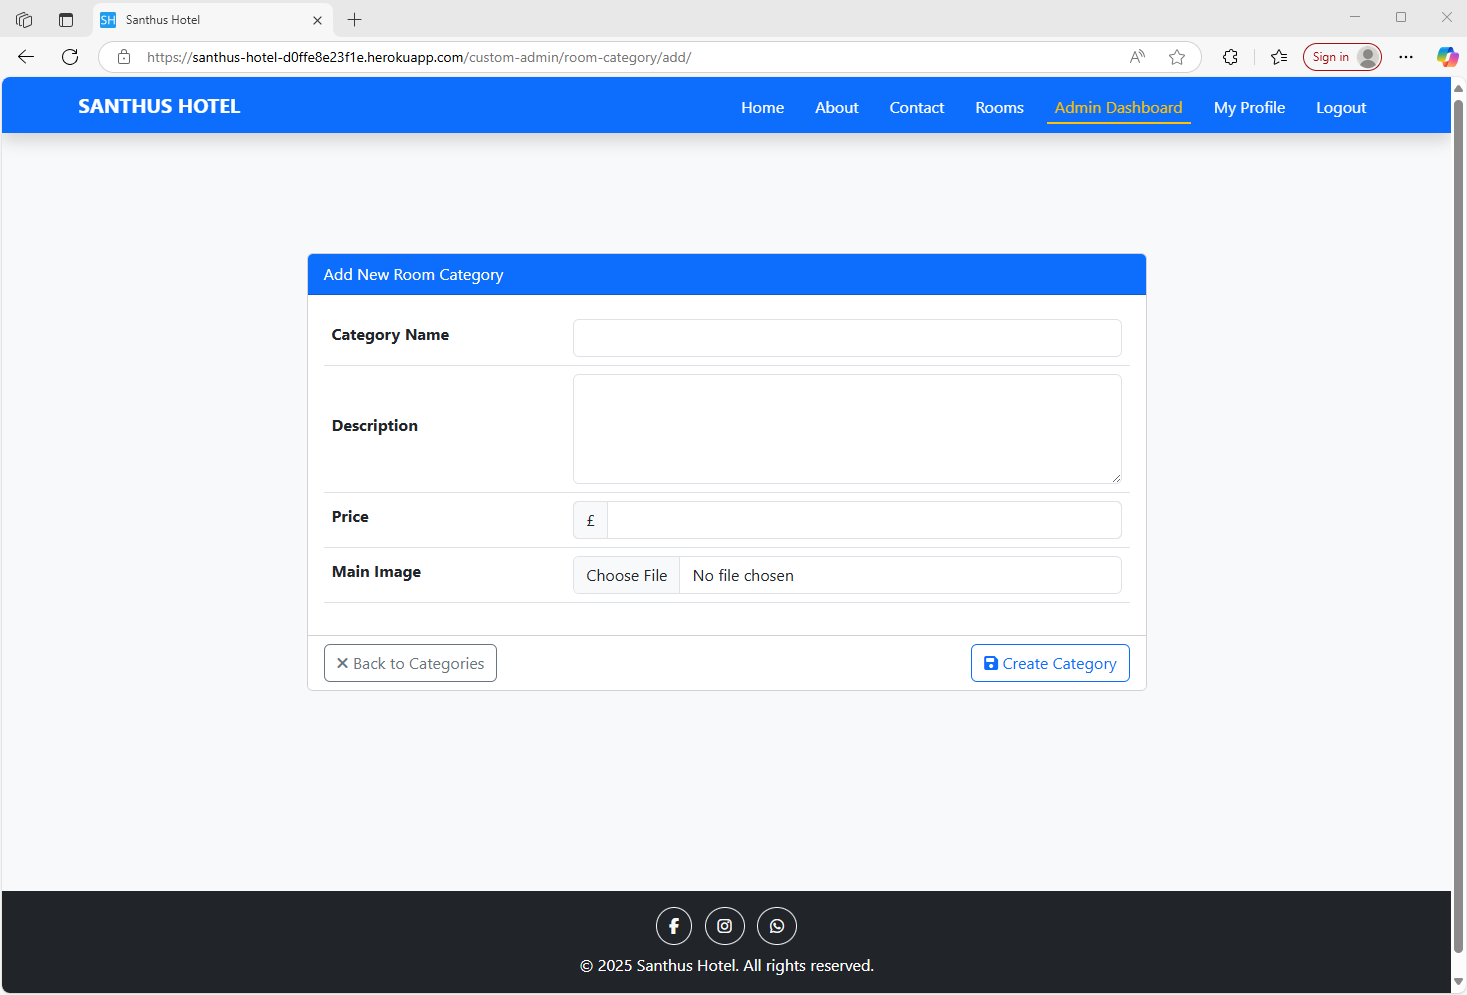 SH Santhus Hotel
https://santhus-hotel-d0ffe8e23f1e.herokuapp.com/custom-admin/room-category/add/
Sign in
SANTHUS HOTEL
Home About Contact Rooms Admin Dashboard My Profile Logout
Add New Room Category
Category Name
Description
Price £
Main Image Choose File No file chosen
Back to Categories Create Category
© 2025 Santhus Hotel. All rights reserved.